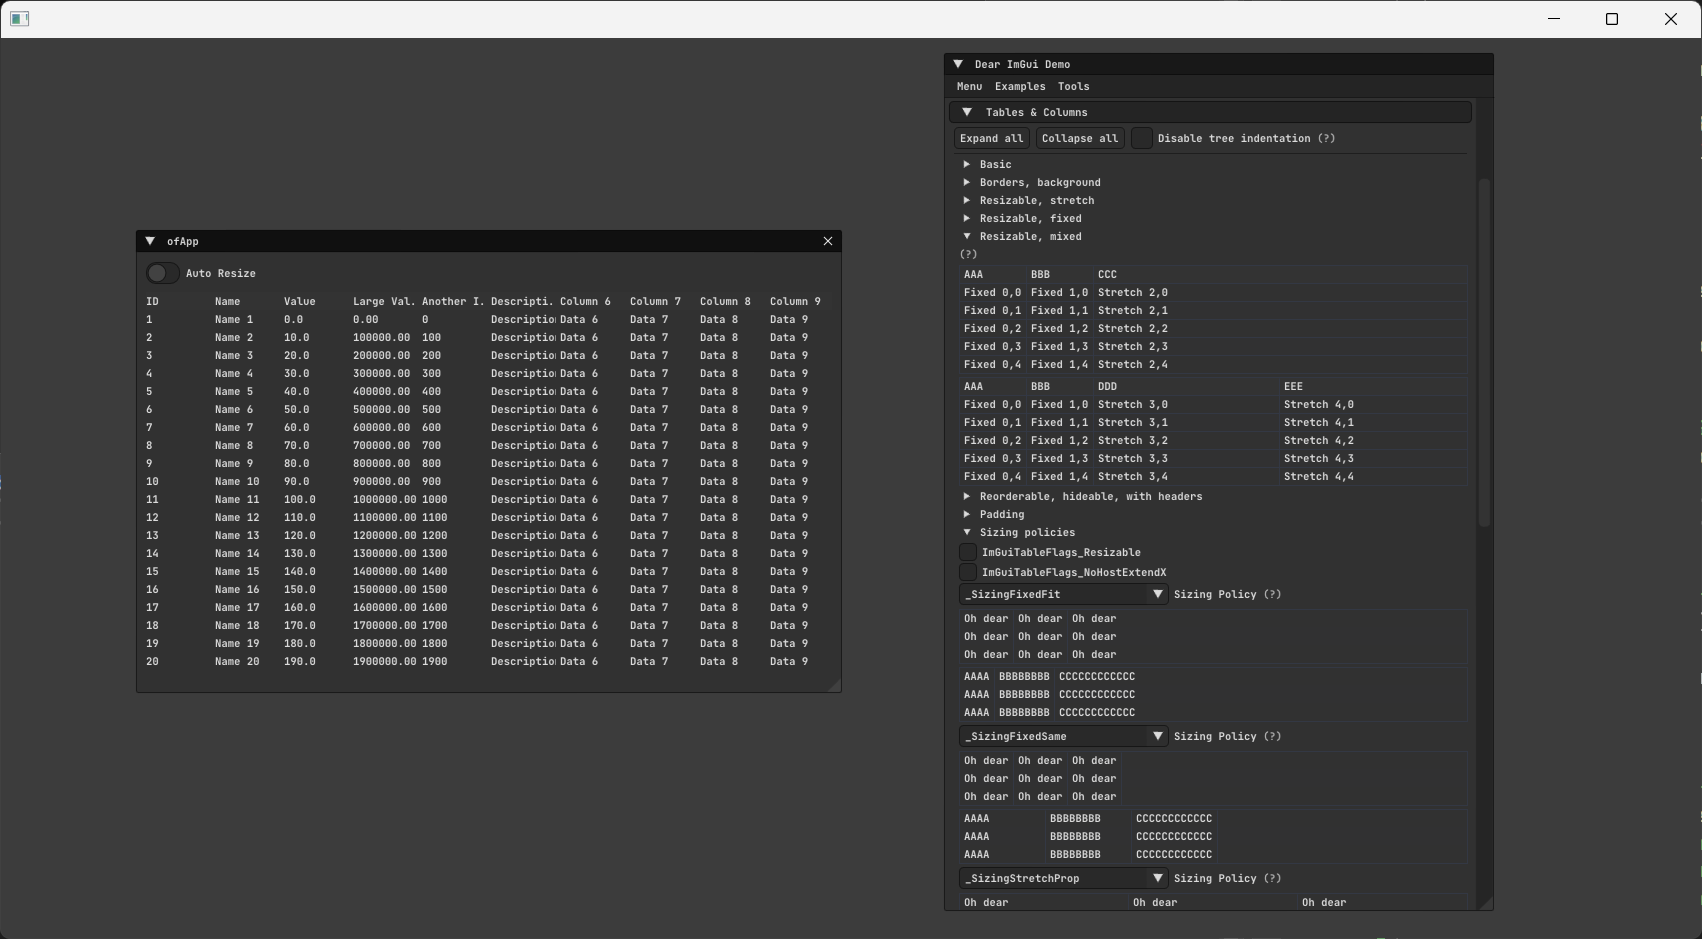 ofApp
Auto Resize
ID Name Value Large Val. Another I. Descripti. Column 6 Column 7 Column 8 Column 9
1 Name 1 0.0 0.00 0 Description Data 6 Data 7 Data 8 Data 9
2 Name 2 10.0 100000.00 100 Description Data 6 Data 7 Data 8 Data 9
3 Name 3 20.0 200000.00 200 Description Data 6 Data 7 Data 8 Data 9
4 Name 4 30.0 300000.00 300 Description Data 6 Data 7 Data 8 Data 9
5 Name 5 40.0 400000.00 400 Description Data 6 Data 7 Data 8 Data 9
6 Name 6 50.0 500000.00 500 Description Data 6 Data 7 Data 8 Data 9
7 Name 7 60.0 600000.00 600 Description Data 6 Data 7 Data 8 Data 9
8 Name 8 70.0 700000.00 700 Description Data 6 Data 7 Data 8 Data 9
9 Name 9 80.0 800000.00 800 Description Data 6 Data 7 Data 8 Data 9
10 Name 10 90.0 900000.00 900 Description Data 6 Data 7 Data 8 Data 9
11 Name 11 100.0 1000000.00 1000 Description Data 6 Data 7 Data 8 Data 9
12 Name 12 110.0 1100000.00 1100 Description Data 6 Data 7 Data 8 Data 9
13 Name 13 120.0 1200000.00 1200 Description Data 6 Data 7 Data 8 Data 9
14 Name 14 130.0 1300000.00 1300 Description Data 6 Data 7 Data 8 Data 9
15 Name 15 140.0 1400000.00 1400 Description Data 6 Data 7 Data 8 Data 9
16 Name 16 150.0 1500000.00 1500 Description Data 6 Data 7 Data 8 Data 9
17 Name 17 160.0 1600000.00 1600 Description Data 6 Data 7 Data 8 Data 9
18 Name 18 170.0 1700000.00 1700 Description Data 6 Data 7 Data 8 Data 9
19 Name 19 180.0 1800000.00 1800 Description Data 6 Data 7 Data 8 Data 9
20 Name 20 190.0 1900000.00 1900 Description Data 6 Data 7 Data 8 Data 9
Dear ImGui Demo
Menu Examples Tools
Tables & Columns
Expand all Collapse all Disable tree indentation (?)
Basic
Borders, background
Resizable, stretch
Resizable, fixed
Resizable, mixed
(?)
AAA BBB CCC
Fixed 0,0 Fixed 1,0 Stretch 2,0
Fixed 0,1 Fixed 1,1 Stretch 2,1
Fixed 0,2 Fixed 1,2 Stretch 2,2
Fixed 0,3 Fixed 1,3 Stretch 2,3
Fixed 0,4 Fixed 1,4 Stretch 2,4
AAA BBB DDD EEE
Fixed 0,0 Fixed 1,0 Stretch 3,0 Stretch 4,0
Fixed 0,1 Fixed 1,1 Stretch 3,1 Stretch 4,1
Fixed 0,2 Fixed 1,2 Stretch 3,2 Stretch 4,2
Fixed 0,3 Fixed 1,3 Stretch 3,3 Stretch 4,3
Fixed 0,4 Fixed 1,4 Stretch 3,4 Stretch 4,4
Reorderable, hideable, with headers
Padding
Sizing policies
ImGuiTableFlags_Resizable
ImGuiTableFlags_NoHostExtendX
_SizingFixedFit Sizing Policy (?)
Oh dear Oh dear Oh dear
Oh dear Oh dear Oh dear
Oh dear Oh dear Oh dear
AAAA BBBBBBBB CCCCCCCCCCCC
AAAA BBBBBBBB CCCCCCCCCCCC
AAAA BBBBBBBB CCCCCCCCCCCC
_SizingFixedSame Sizing Policy (?)
Oh dear Oh dear Oh dear
Oh dear Oh dear Oh dear
Oh dear Oh dear Oh dear
AAAA BBBBBBBB CCCCCCCCCCCC
AAAA BBBBBBBB CCCCCCCCCCCC
AAAA BBBBBBBB CCCCCCCCCCCC
_SizingStretchProp Sizing Policy (?)
Oh dear Oh dear Oh dear